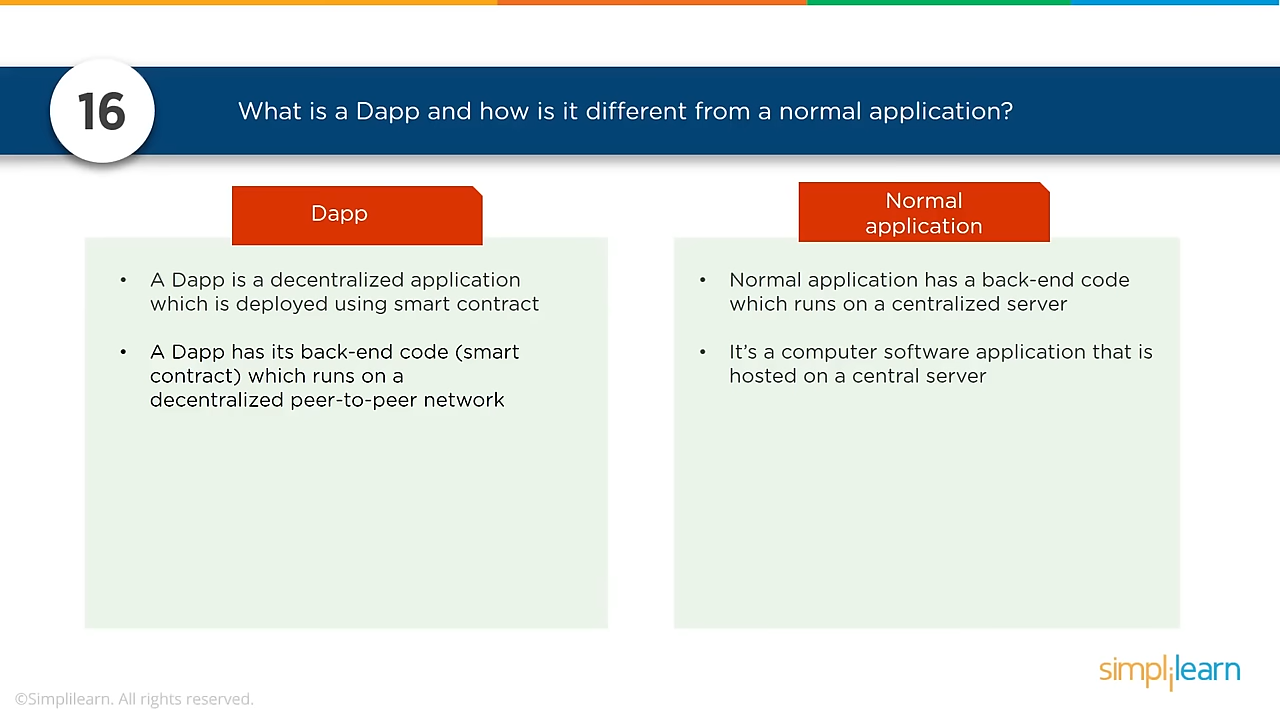 16
What is a Dapp and how is it different from a normal application?
Dapp
• A Dapp is a decentralized application
which is deployed using smart contract
• A Dapp has its back-end code (smart
contract) which runs on a
decentralized peer-to-peer network
Normal
application
• Normal application has a back-end code
which runs on a centralized server
• It’s a computer software application that is
hosted on a central server
simplilearn
©Simplilearn. All rights reserved.